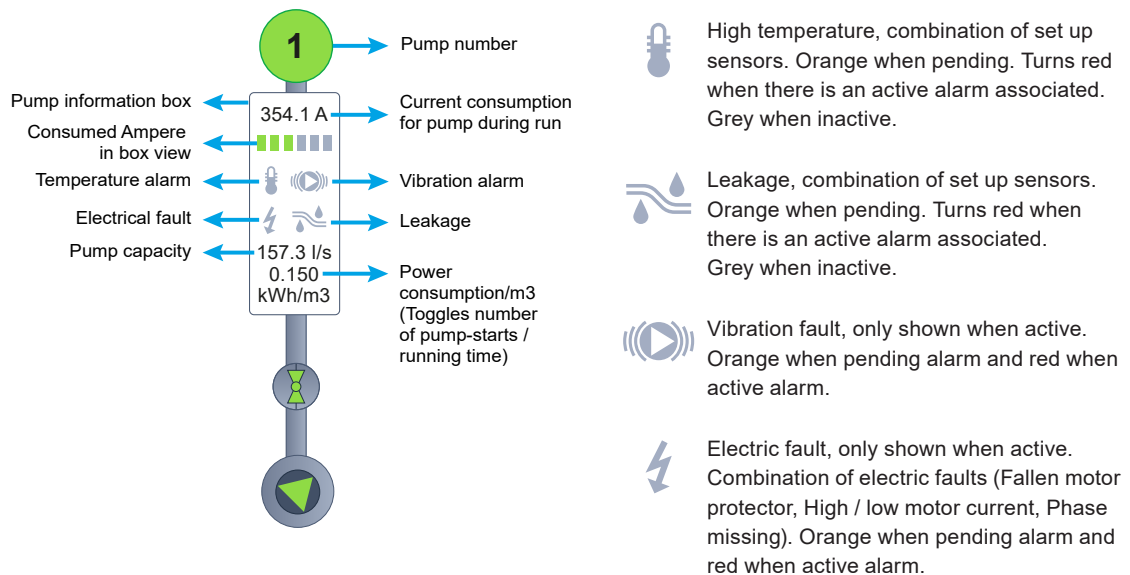 1
Pump number
Pump information box
354.1 A
Current consumption
for pump during run
Consumed Ampere
in box view
Temperature alarm
Vibration alarm
Electrical fault
Leakage
Pump capacity
157.3 l/s
0.150
kWh/m3
Power
consumption/m3
(Toggles number
of pump-starts /
running time)
High temperature, combination of set up
sensors. Orange when pending. Turns red
when there is an active alarm associated.
Grey when inactive.
Leakage, combination of set up sensors.
Orange when pending. Turns red when
there is an active alarm associated.
Grey when inactive.
Vibration fault, only shown when active.
Orange when pending alarm and red when
active alarm.
Electric fault, only shown when active.
Combination of electric faults (Fallen motor
protector, High / low motor current, Phase
missing). Orange when pending alarm and
red when active alarm.